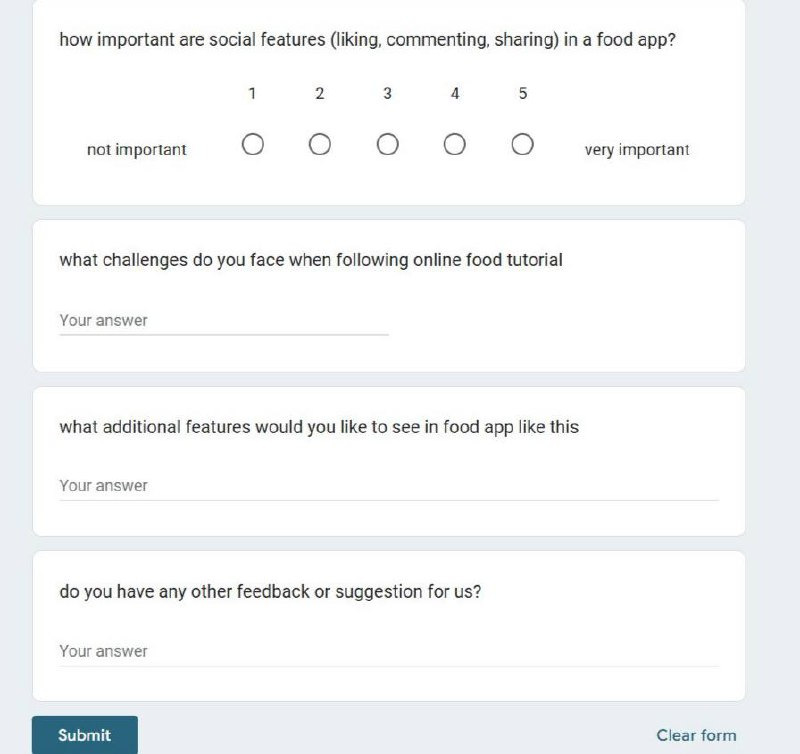 how important are social features (liking, commenting, sharing) in a food app?
1 2 3 4 5
not important very important
what challenges do you face when following online food tutorial
Your answer
what additional features would you like to see in food app like this
Your answer
do you have any other feedback or suggestion for us?
Your answer
Submit Clear form